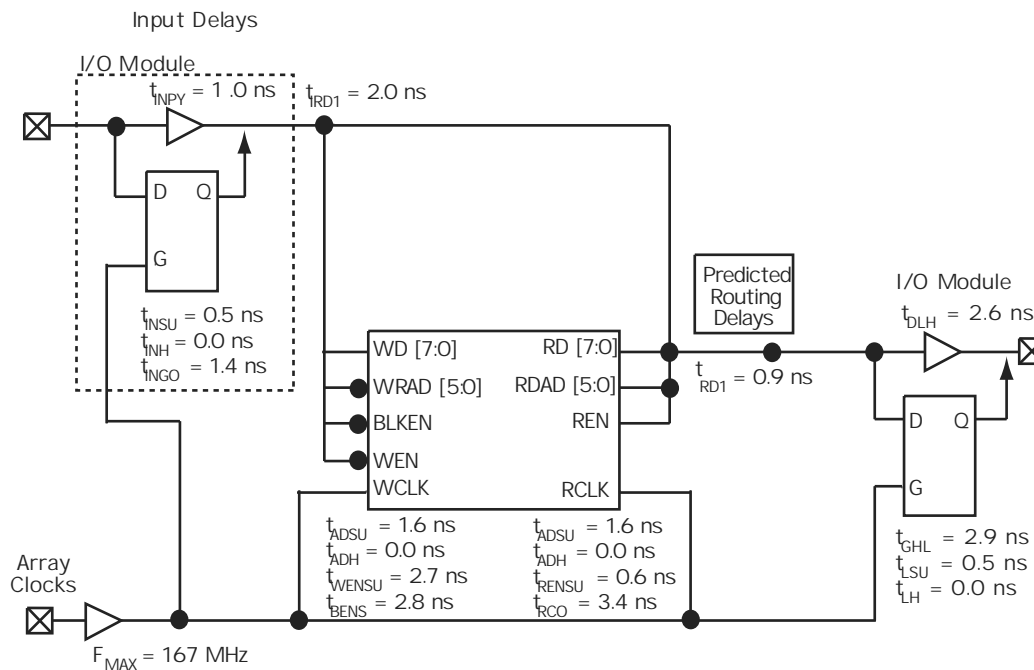 Input Delays
I/O Module
tINPY = 1.0 ns
tIRD1 = 2.0 ns
D Q
G
tINSU = 0.5 ns
tINH = 0.0 ns
tINGO = 1.4 ns
Predicted
Routing
Delays
I/O Module
tDLH = 2.6 ns
WD [7:0] RD [7:0]
WRAD [5:0] RDAD [5:0]
BLKEN REN
WEN
WCLK RCLK
tRD1 = 0.9 ns
D Q
G
tADSU = 1.6 ns
tADH = 0.0 ns
tWENSU = 2.7 ns
tBENS = 2.8 ns
tADSU = 1.6 ns
tADH = 0.0 ns
tRENSU = 0.6 ns
tRCO = 3.4 ns
tGHL = 2.9 ns
tLSU = 0.5 ns
tLH = 0.0 ns
Array
Clocks
FMAX = 167 MHz